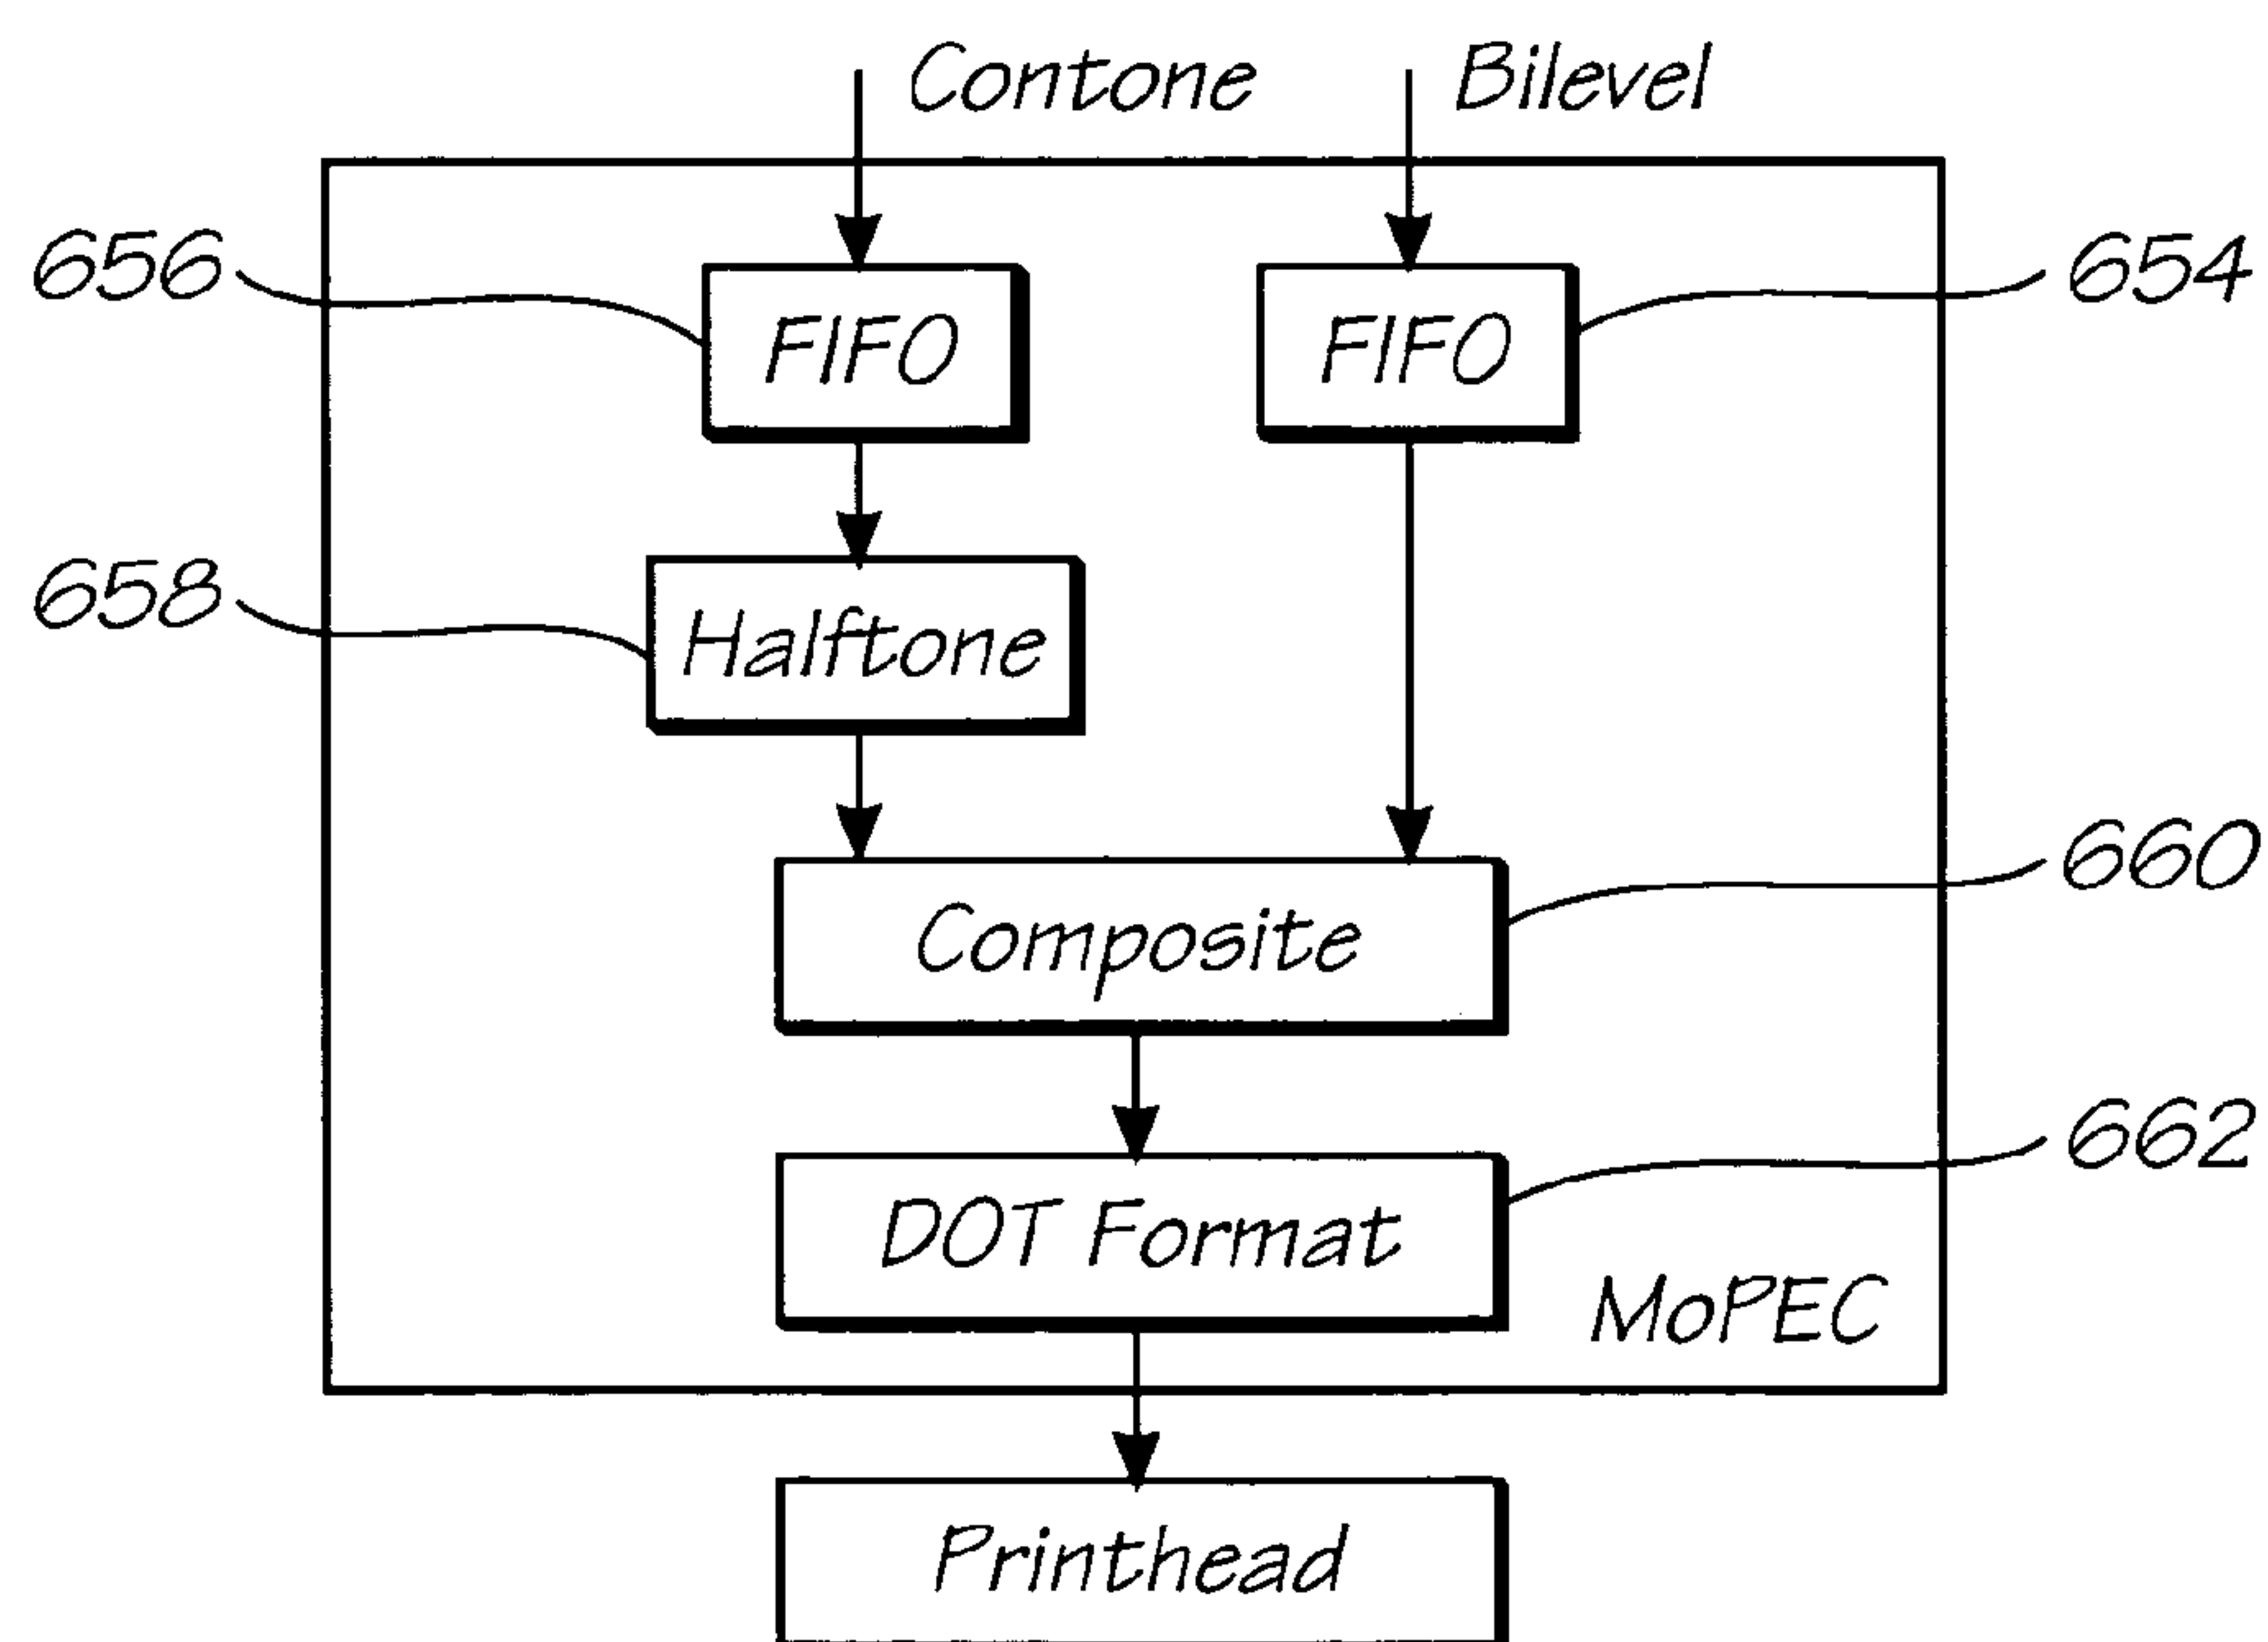 Contone
Bilevel
656
FIFO
FIFO
654
658
Halftone
660
Composite
662
DOT Format
MoPEC
Printhead